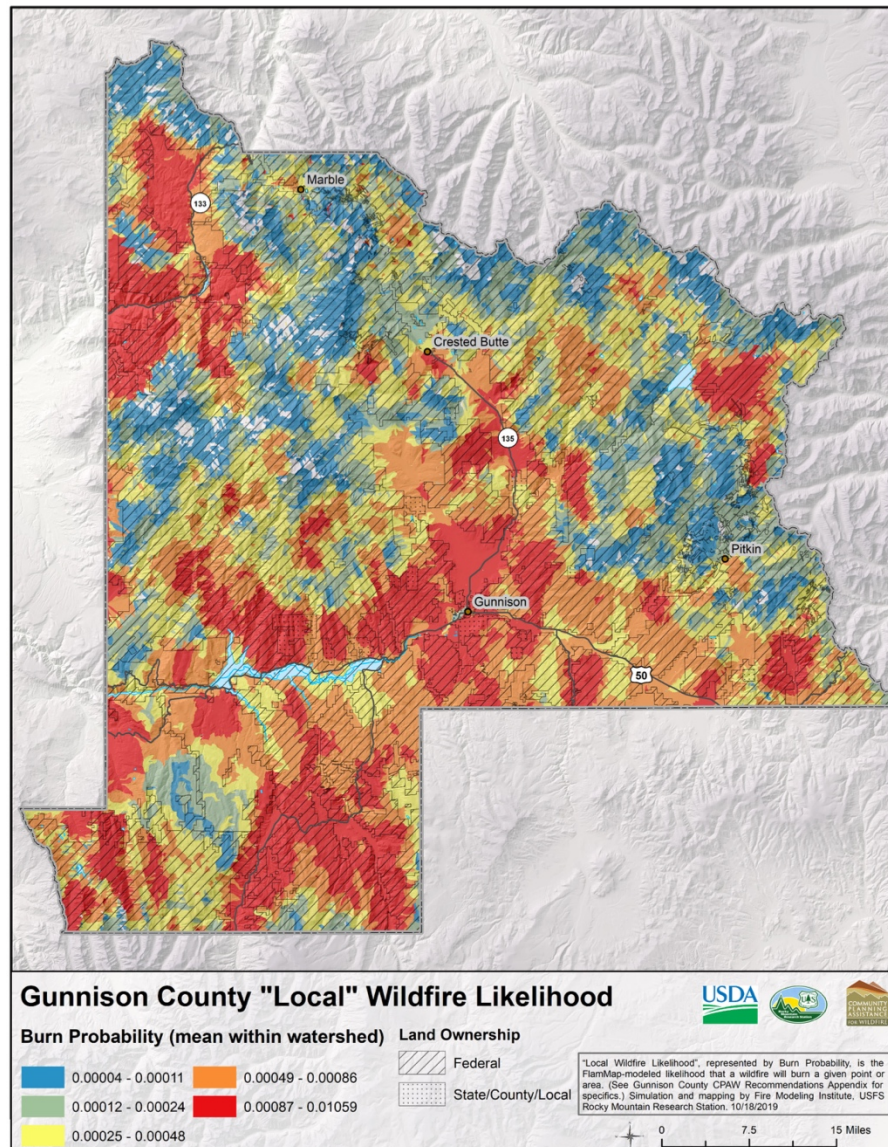 Marble
133
Crested Butte
135
Pitkin
Gunnison
50
Gunnison County "Local" Wildfire Likelihood
USDA
COMMUNITY
PLANNING
ASSISTANCE
FOR WILDFIRE
Burn Probability (mean within watershed)
0.00004 - 0.00011
0.00012 - 0.00024
0.00025 - 0.00048
0.00049 - 0.00086
0.00087 - 0.01059
Land Ownership
Federal
State/County/Local
"Local Wildfire Likelihood", represented by Burn Probability, is the
FlamMap-modeled likelihood that a wildfire will burn a given point or
area. (See Gunnison County CPAW Recommendations Appendix for
specifics.) Simulation and mapping by Fire Modeling Institute, USFS
Rocky Mountain Research Station. 10/18/2019
0 7.5 15 Miles